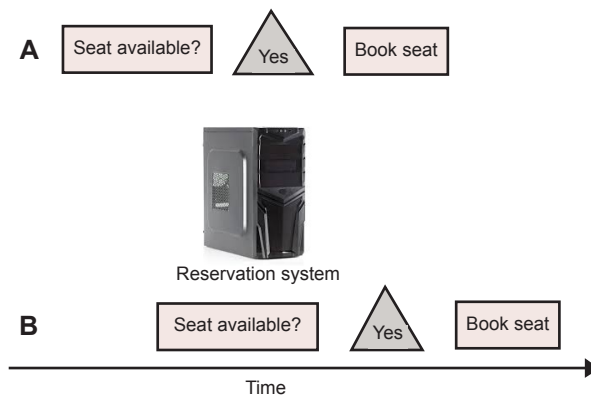 A
Seat available?
Yes
Book seat
Reservation system
B
Seat available?
Yes
Book seat
Time